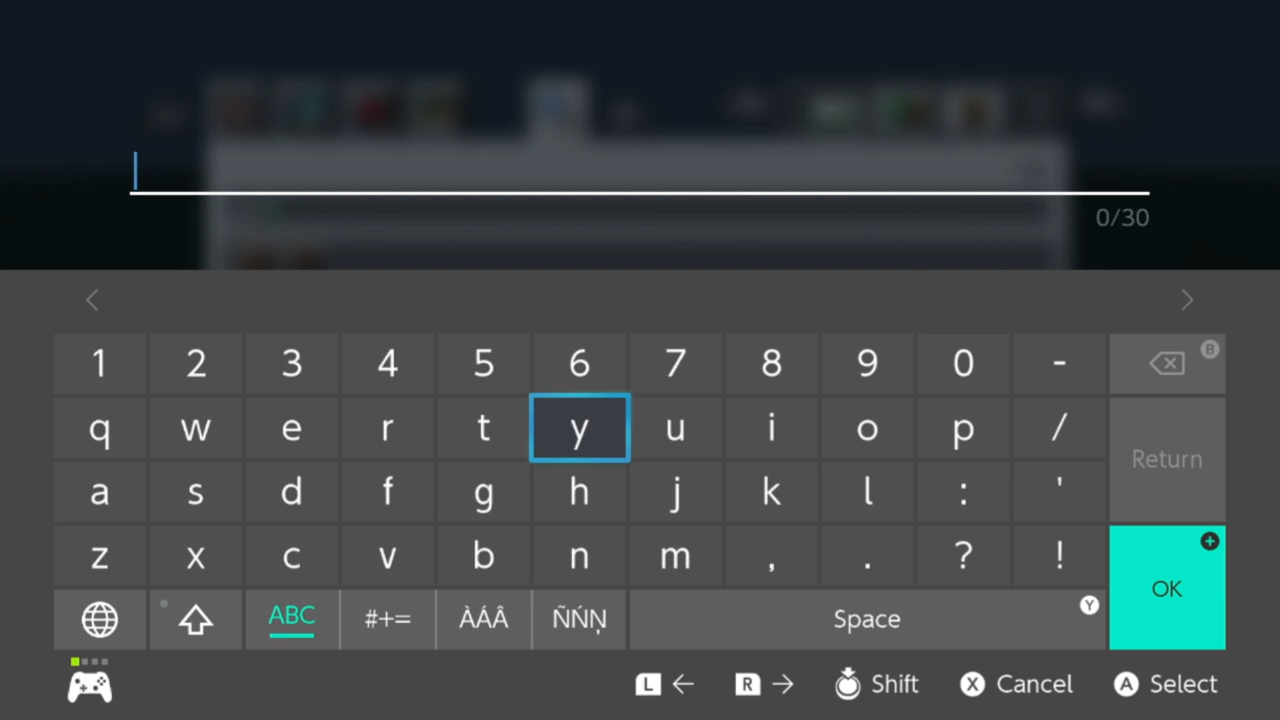 0/30
1 2 3 4 5 6 7 8 9 0 - B
q w e r t y u i o p /
Return
a s d f g h j k l : '
z x c v b n m , . ? ! +
OK
ABC #+= ÀÁÂ ÑŃŅ Space Y
L ← R → Shift X Cancel A Select